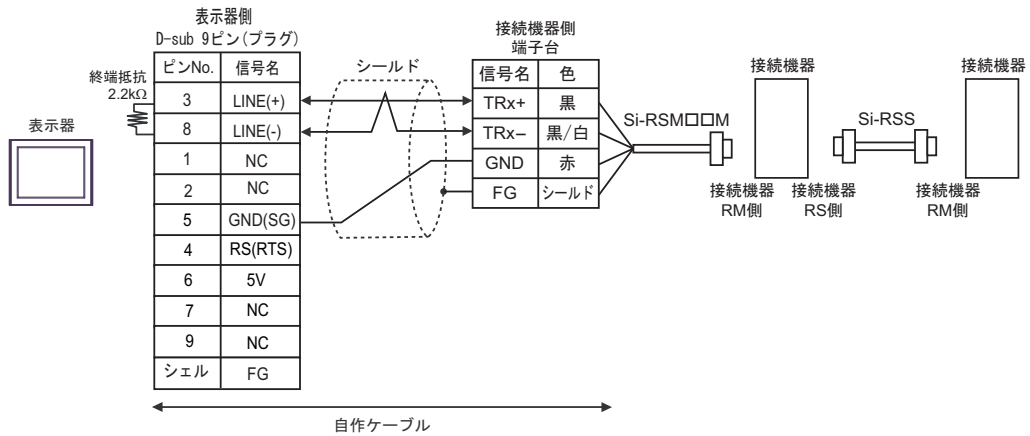 表示器側
D-sub 9ピン(プラグ)
ピンNo. 信号名
3 LINE(+)
8 LINE(-)
1 NC
2 NC
5 GND(SG)
4 RS(RTS)
6 5V
7 NC
9 NC
シェル FG
終端抵抗
2.2kΩ
表示器
シールド
接続機器側
端子台
信号名 色
TRx+ 黒
TRx− 黒/白
GND 赤
FG シールド
Si-RSM□□M
接続機器
接続機器
RM側
接続機器
RS側
Si-RSS
接続機器
接続機器
RM側
自作ケーブル